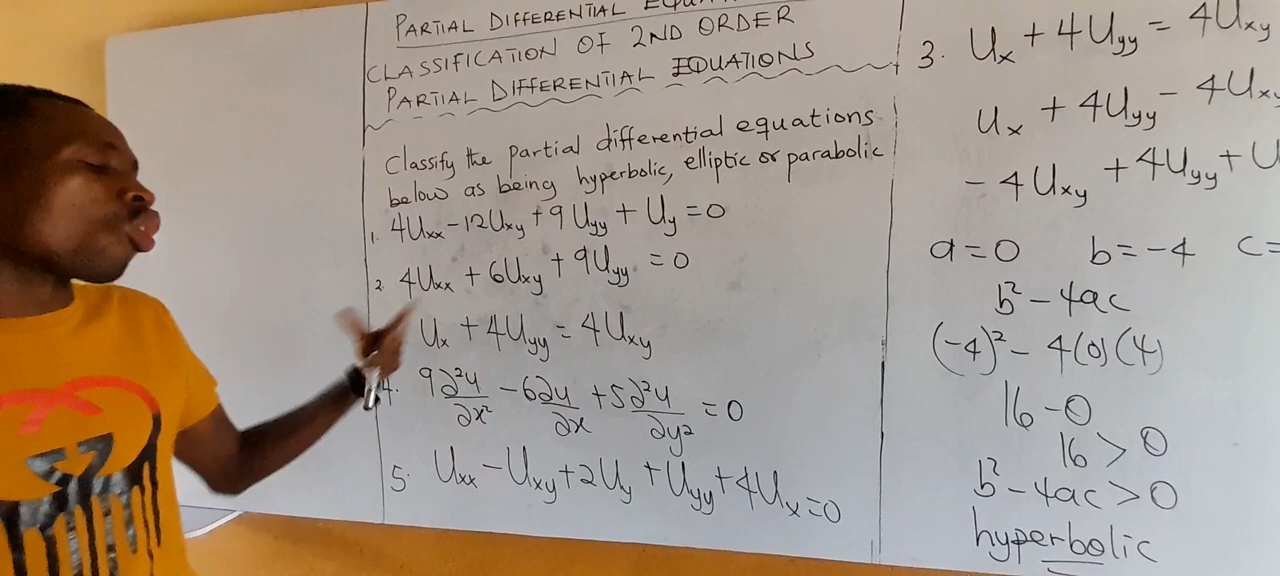 PARTIAL DIFFERENTIAL
CLASSIFICATION OF 2ND ORDER
PARTIAL DIFFERENTIAL EQUATIONS
Classify the partial differential equations
below as being hyperbolic, elliptic or parabolic
1. 4Uxx - 12Uxy + 9Uyy + Uy = 0
2. 4Uxx + 6Uxy + 9Uyy = 0
Ux + 4Uyy = 4Uxy
4. 9∂²u/∂x² - 6∂u/∂x + 5∂²u/∂y² = 0
5. Uxx - Uxy + 2Uy + Uyy + 4Ux = 0
3. Ux + 4Uyy = 4Uxy
Ux + 4Uyy - 4Uxy
- 4Uxy + 4Uyy + U
a = 0 b = -4 c =
b² - 4ac
(-4)² - 4(0)(4)
16 - 0
16 > 0
b² - 4ac > 0
hyperbolic